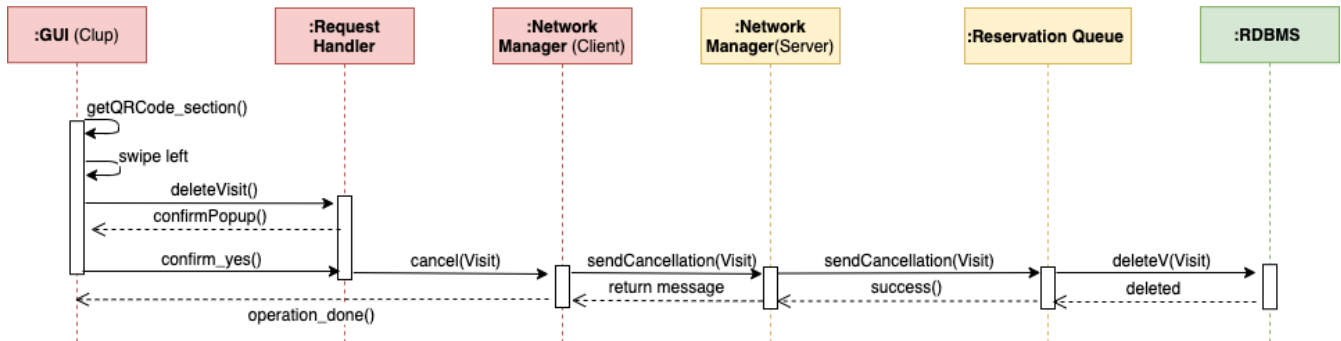 :GUI (Clup)
:Request
Handler
:Network
Manager (Client)
:Network
Manager(Server)
:Reservation Queue
:RDBMS
getQRCode_section()
swipe left
deleteVisit()
confirmPopup()
confirm_yes()
cancel(Visit)
sendCancellation(Visit)
sendCancellation(Visit)
deleteV(Visit)
return message
success()
deleted
operation_done()